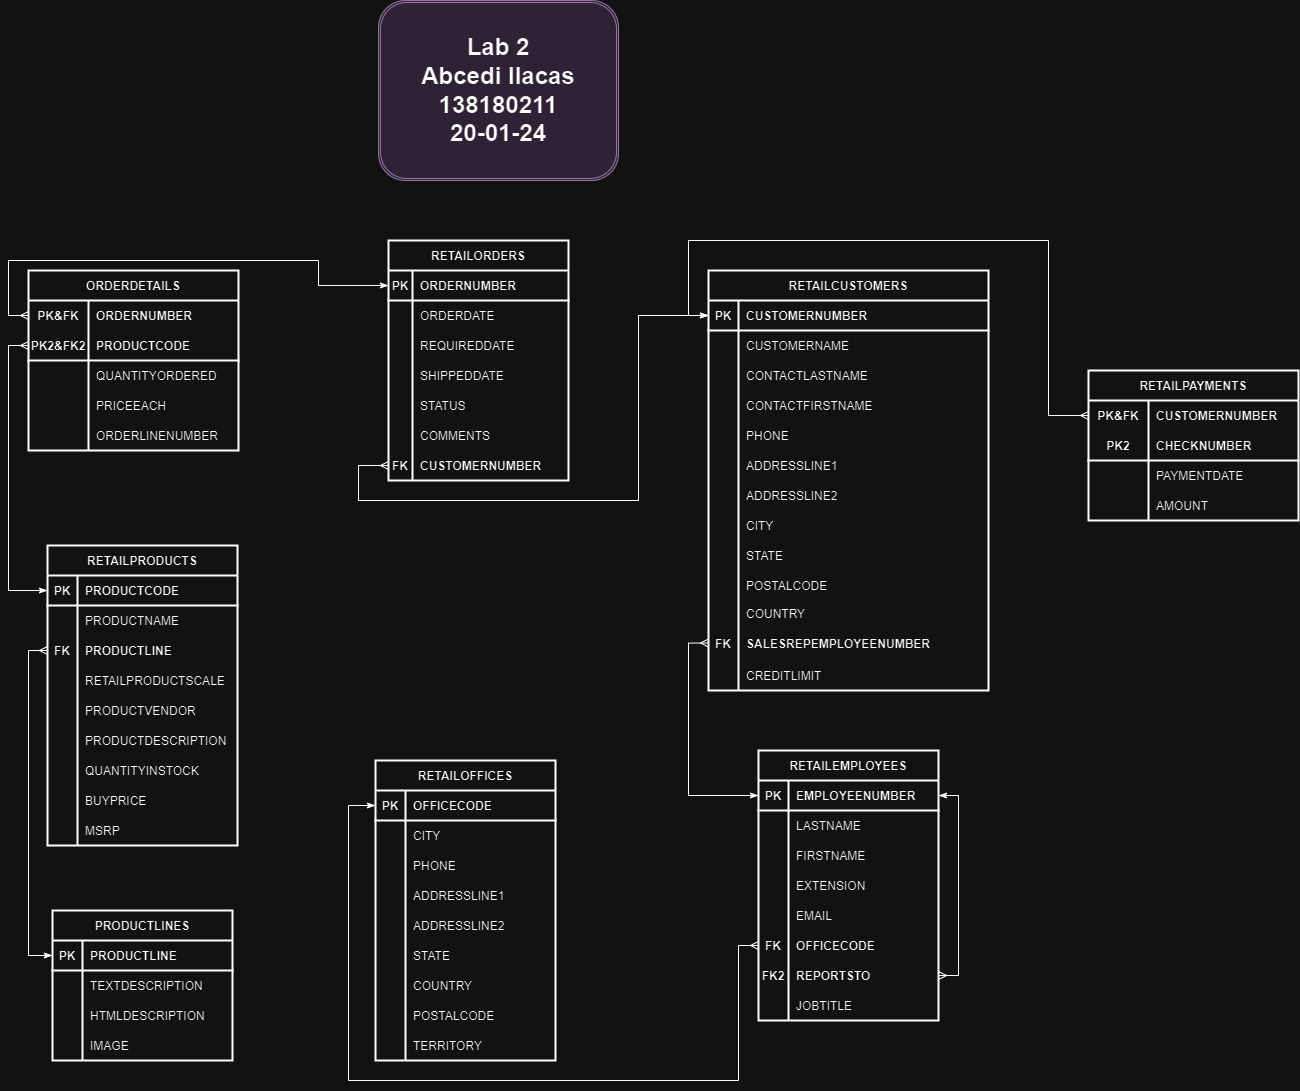 Lab 2
Abcedi Ilacas
138180211
20-01-24
ORDERDETAILS
PK&FK ORDERNUMBER
PK2&FK2 PRODUCTCODE
QUANTITYORDERED
PRICEEACH
ORDERLINENUMBER
RETAILORDERS
PK ORDERNUMBER
ORDERDATE
REQUIREDDATE
SHIPPEDDATE
STATUS
COMMENTS
FK CUSTOMERNUMBER
RETAILCUSTOMERS
PK CUSTOMERNUMBER
CUSTOMERNAME
CONTACTLASTNAME
CONTACTFIRSTNAME
PHONE
ADDRESSLINE1
ADDRESSLINE2
CITY
STATE
POSTALCODE
COUNTRY
FK SALESREPEMPLOYEENUMBER
CREDITLIMIT
RETAILPAYMENTS
PK&FK CUSTOMERNUMBER
PK2 CHECKNUMBER
PAYMENTDATE
AMOUNT
RETAILPRODUCTS
PK PRODUCTCODE
PRODUCTNAME
FK PRODUCTLINE
RETAILPRODUCTSCALE
PRODUCTVENDOR
PRODUCTDESCRIPTION
QUANTITYINSTOCK
BUYPRICE
MSRP
RETAILOFFICES
PK OFFICECODE
CITY
PHONE
ADDRESSLINE1
ADDRESSLINE2
STATE
COUNTRY
POSTALCODE
TERRITORY
RETAILEMPLOYEES
PK EMPLOYEENUMBER
LASTNAME
FIRSTNAME
EXTENSION
EMAIL
FK OFFICECODE
FK2 REPORTSTO
JOBTITLE
PRODUCTLINES
PK PRODUCTLINE
TEXTDESCRIPTION
HTMLDESCRIPTION
IMAGE